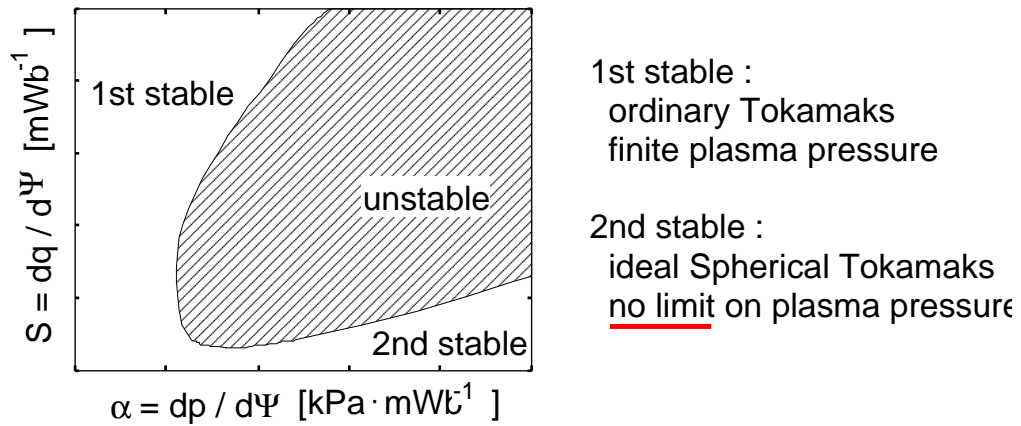 S = dq / dΨ [mWb⁻¹]
1st stable
unstable
2nd stable
α = dp / dΨ [kPa · mWb⁻¹ ]
1st stable :
ordinary Tokamaks
finite plasma pressure
2nd stable :
ideal Spherical Tokamaks
no limit on plasma pressure